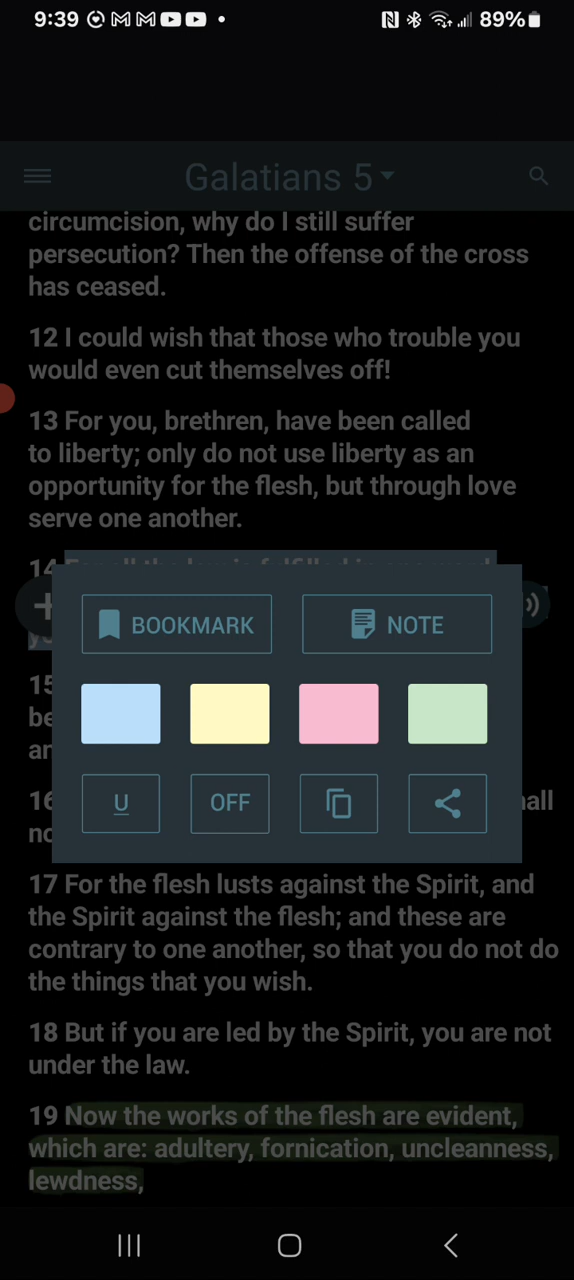 9:39
89%
Galatians 5
circumcision, why do I still suffer
persecution? Then the offense of the cross
has ceased.
12 I could wish that those who trouble you
would even cut themselves off!
13 For you, brethren, have been called
to liberty; only do not use liberty as an
opportunity for the flesh, but through love
serve one another.
14
BOOKMARK
NOTE
15
be
an
U
OFF
16
no
17 For the flesh lusts against the Spirit, and
the Spirit against the flesh; and these are
contrary to one another, so that you do not do
the things that you wish.
18 But if you are led by the Spirit, you are not
under the law.
19 Now the works of the flesh are evident,
which are: adultery, fornication, uncleanness,
lewdness,